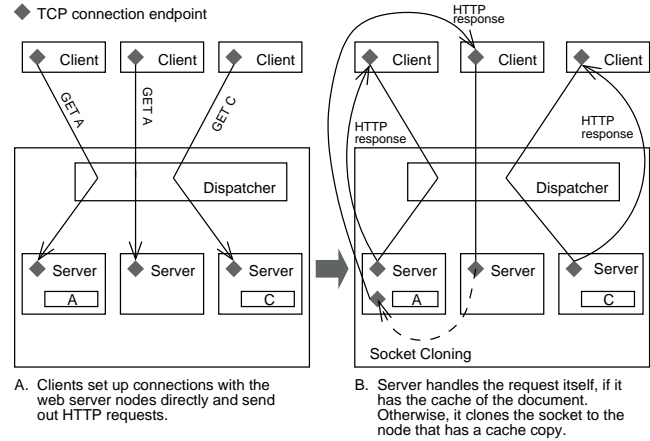 TCP connection endpoint
Client
Client
Client
GET A
GET A
GET C
Dispatcher
Server
Server
Server
A
C
A. Clients set up connections with the
web server nodes directly and send
out HTTP requests.
HTTP
response
Client
Client
Client
HTTP
response
HTTP
response
Dispatcher
Server
Server
Server
A
C
Socket Cloning
B. Server handles the request itself, if it
has the cache of the document.
Otherwise, it clones the socket to the
node that has a cache copy.